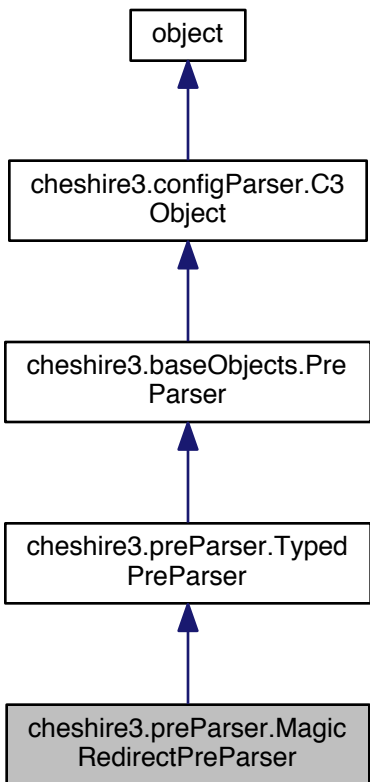 object
cheshire3.configParser.C3
Object
cheshire3.baseObjects.Pre
Parser
cheshire3.preParser.Typed
PreParser
cheshire3.preParser.Magic
RedirectPreParser